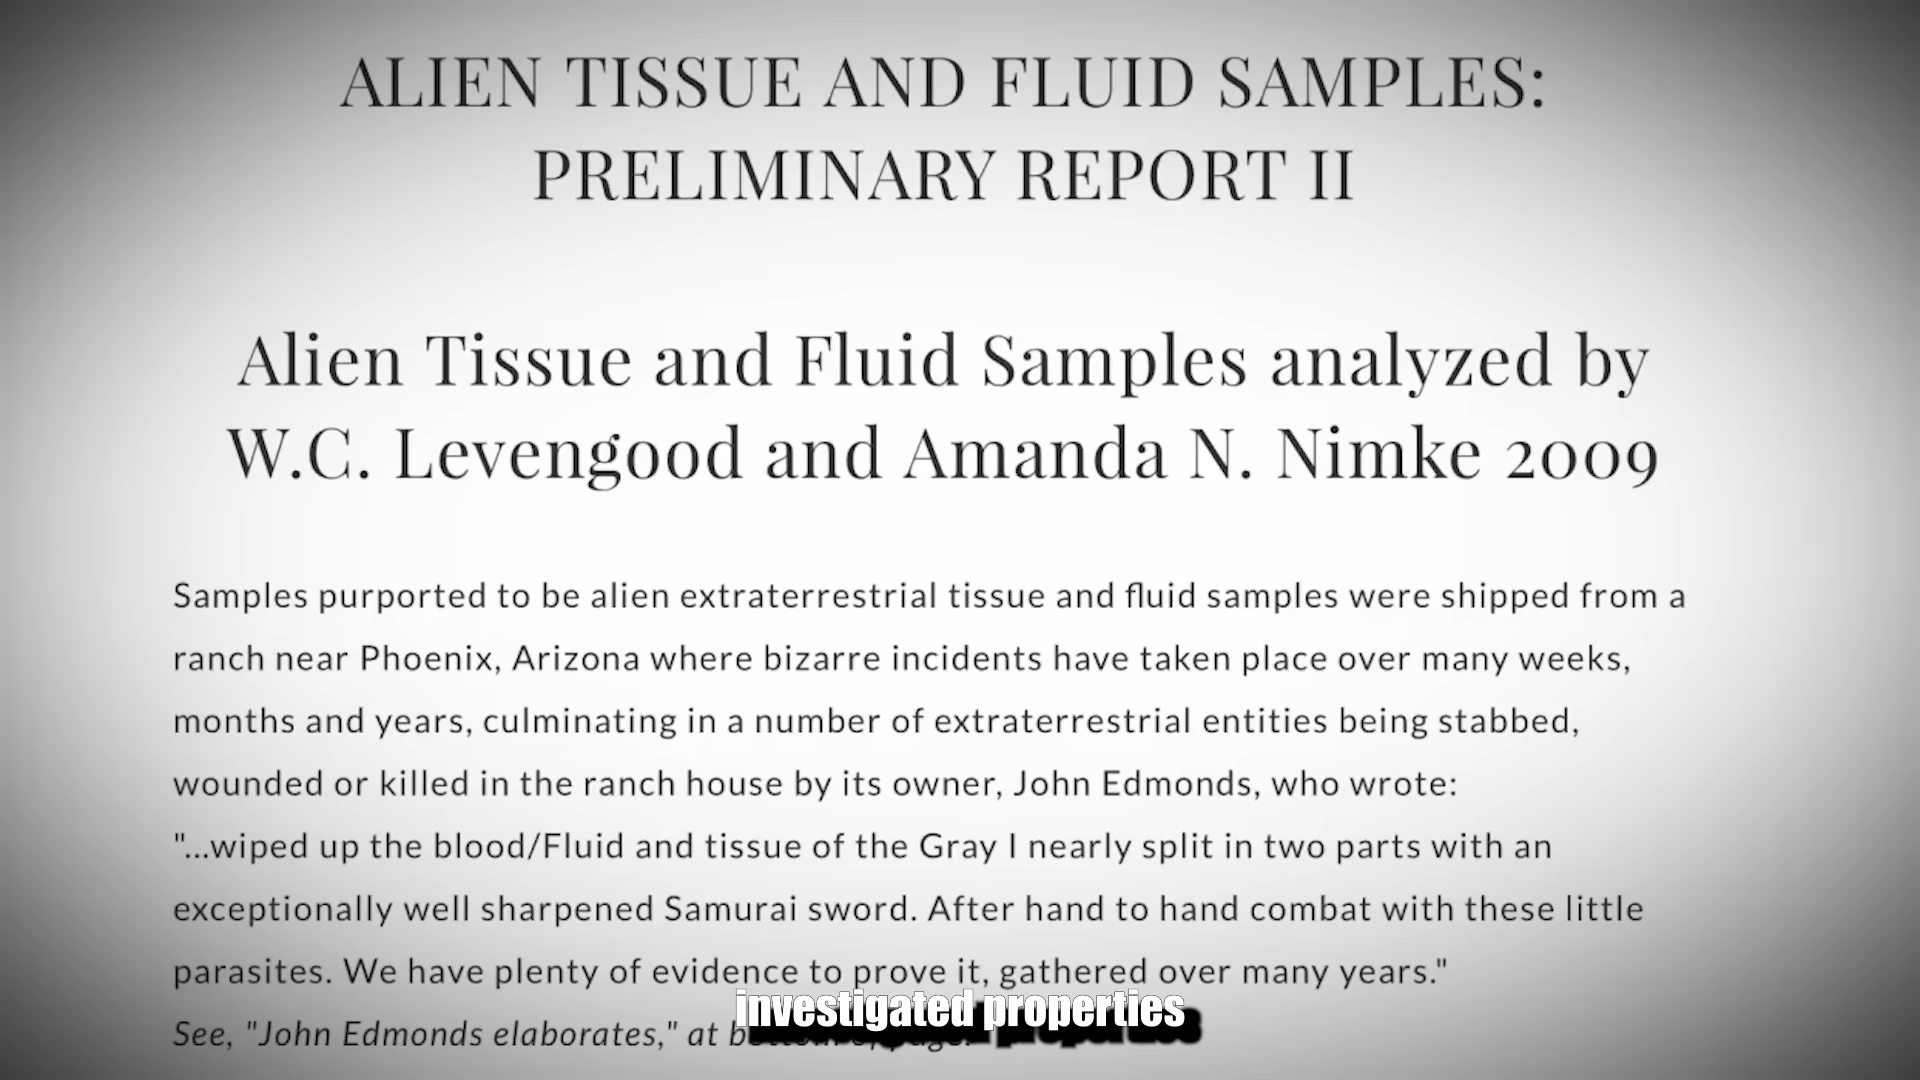 ALIEN TISSUE AND FLUID SAMPLES:
PRELIMINARY REPORT II
Alien Tissue and Fluid Samples analyzed by
W.C. Levengood and Amanda N. Nimke 2009
Samples purported to be alien extraterrestrial tissue and fluid samples were shipped from a
ranch near Phoenix, Arizona where bizarre incidents have taken place over many weeks,
months and years, culminating in a number of extraterrestrial entities being stabbed,
wounded or killed in the ranch house by its owner, John Edmonds, who wrote:
"...wiped up the blood/Fluid and tissue of the Gray I nearly split in two parts with an
exceptionally well sharpened Samurai sword. After hand to hand combat with these little
parasites. We have plenty of evidence to prove it, gathered over many years."
investigated properties
See, "John Edmonds elaborates," at